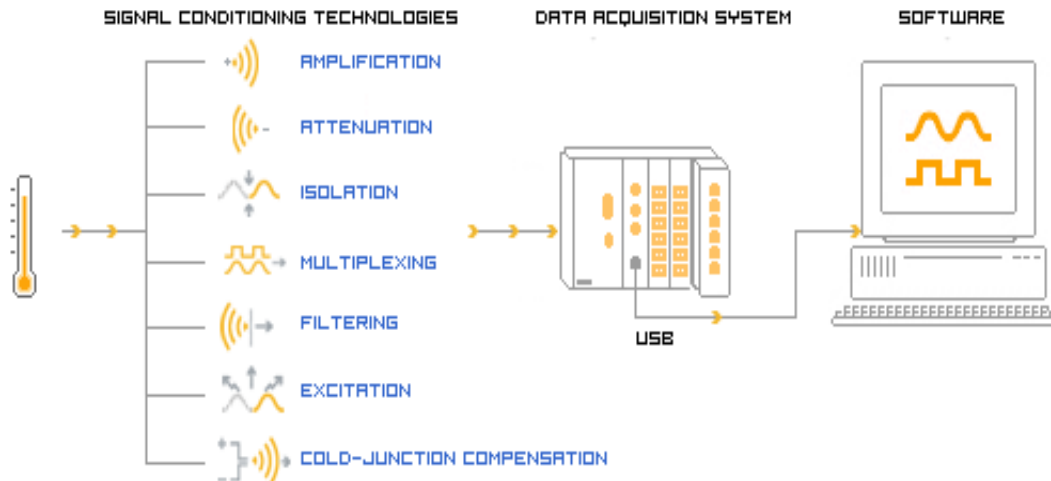 SIGNAL CONDITIONING TECHNOLOGIES
DATA ACQUISITION SYSTEM
SOFTWARE
AMPLIFICATION
ATTENUATION
ISOLATION
MULTIPLEXING
FILTERING
EXCITATION
COLD-JUNCTION COMPENSATION
USB